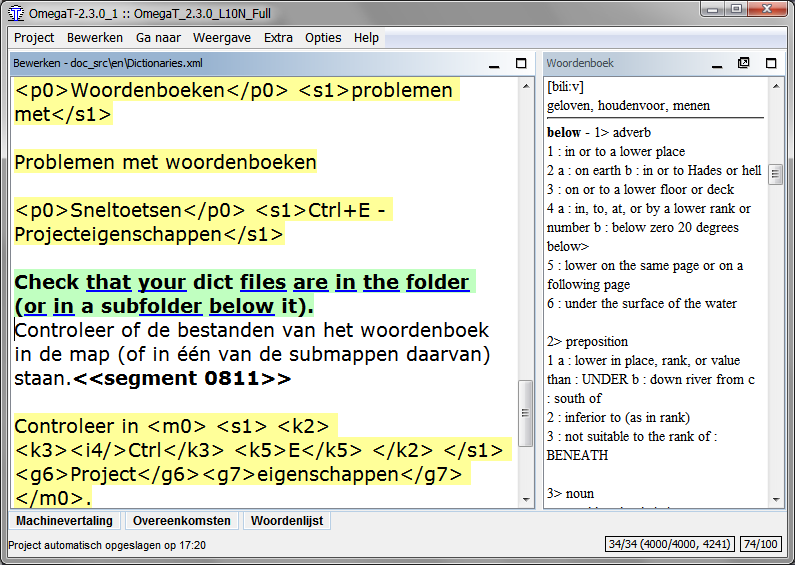 OmegaT-2.3.0_1 :: OmegaT_2.3.0_L10N_Full
Project Bewerken Ga naar Weergave Extra Opties Help
Bewerken - doc_src\en\Dictionaries.xml
<p0>Woordenboeken</p0> <s1>problemen
met</s1>
Problemen met woordenboeken
<p0>Sneltoetsen</p0> <s1>Ctrl+E -
Projecteigenschappen</s1>
Check that your dict files are in the folder
(or in a subfolder below it).
Controleer of de bestanden van het woordenboek
in de map (of in één van de submappen daarvan)
staan.<<segment 0811>>
Controleer in <m0> <s1> <k2>
<k3><i4/>Ctrl</k3> <k5>E</k5> </k2> </s1>
<g6>Project</g6><g7>eigenschappen</g7>
</m0>.
Woordenboek
[bili:v]
geloven, houdenvoor, menen
below - 1> adverb
1 : in or to a lower place
2 a : on earth b : in or to Hades or hell
3 : on or to a lower floor or deck
4 a : in, to, at, or by a lower rank or
number b : below zero 20 degrees
below>
5 : lower on the same page or on a
following page
6 : under the surface of the water
2> preposition
1 a : lower in place, rank, or value
than : UNDER b : down river from c
: south of
2 : inferior to (as in rank)
3 : not suitable to the rank of :
BENEATH
3> noun
Machinevertaling Overeenkomsten Woordenlijst
Project automatisch opgeslagen op 17:20
34/34 (4000/4000, 4241) 74/100